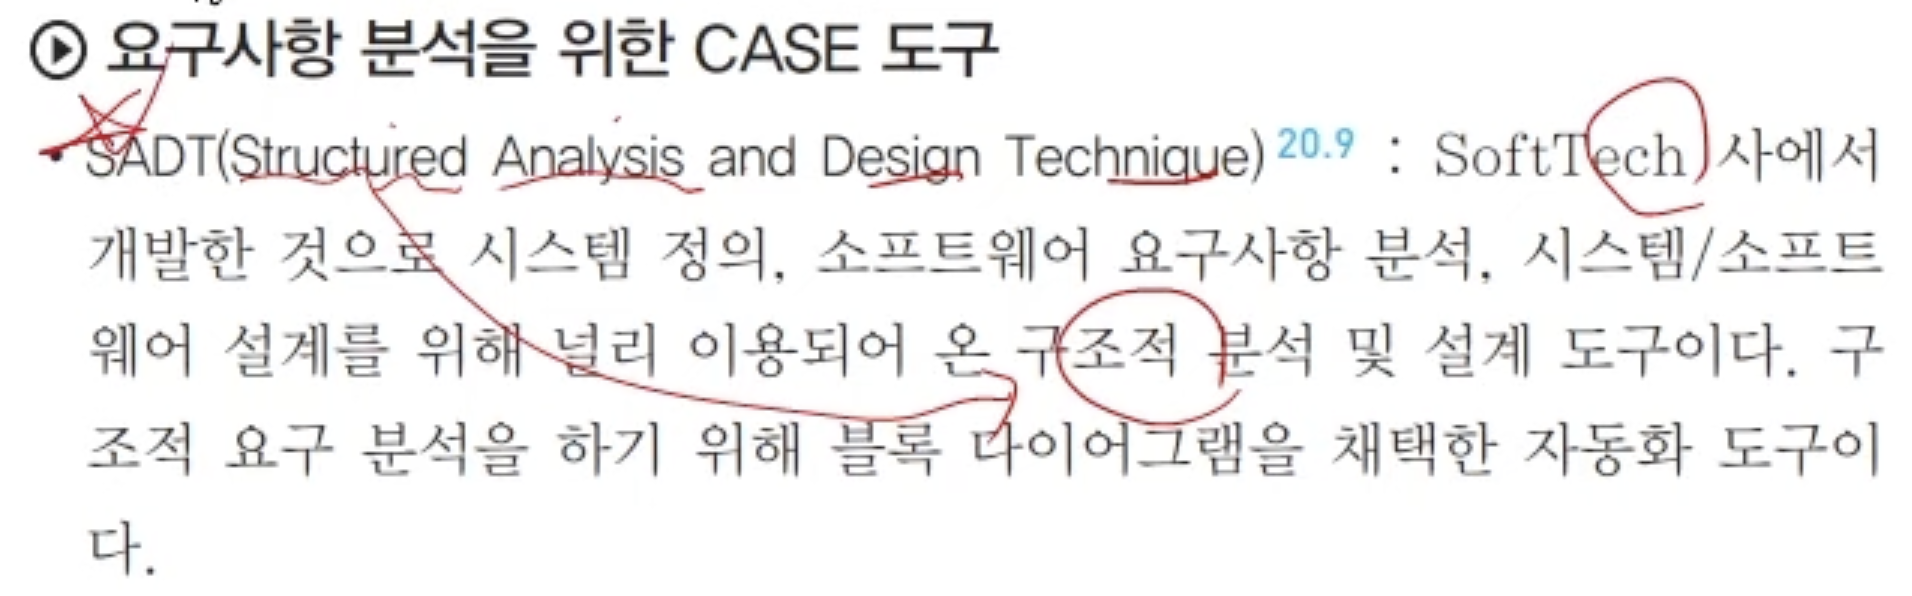 요구사항 분석을 위한 CASE 도구
• SADT(Structured Analysis and Design Technique) 20.9 : SoftTech 사에서
개발한 것으로 시스템 정의, 소프트웨어 요구사항 분석, 시스템/소프트
웨어 설계를 위해 널리 이용되어 온 구조적 분석 및 설계 도구이다. 구
조적 요구 분석을 하기 위해 블록 다이어그램을 채택한 자동화 도구이
다.